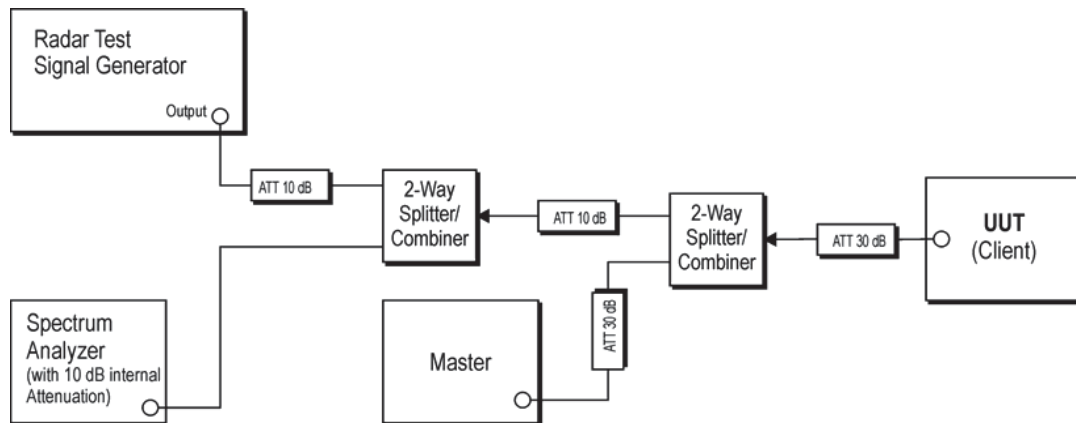 Radar Test
Signal Generator
Output
ATT 10 dB
2-Way
Splitter/
Combiner
ATT 10 dB
2-Way
Splitter/
Combiner
ATT 30 dB
UUT
(Client)
Spectrum
Analyzer
(with 10 dB internal
Attenuation)
Master
ATT 30 dB